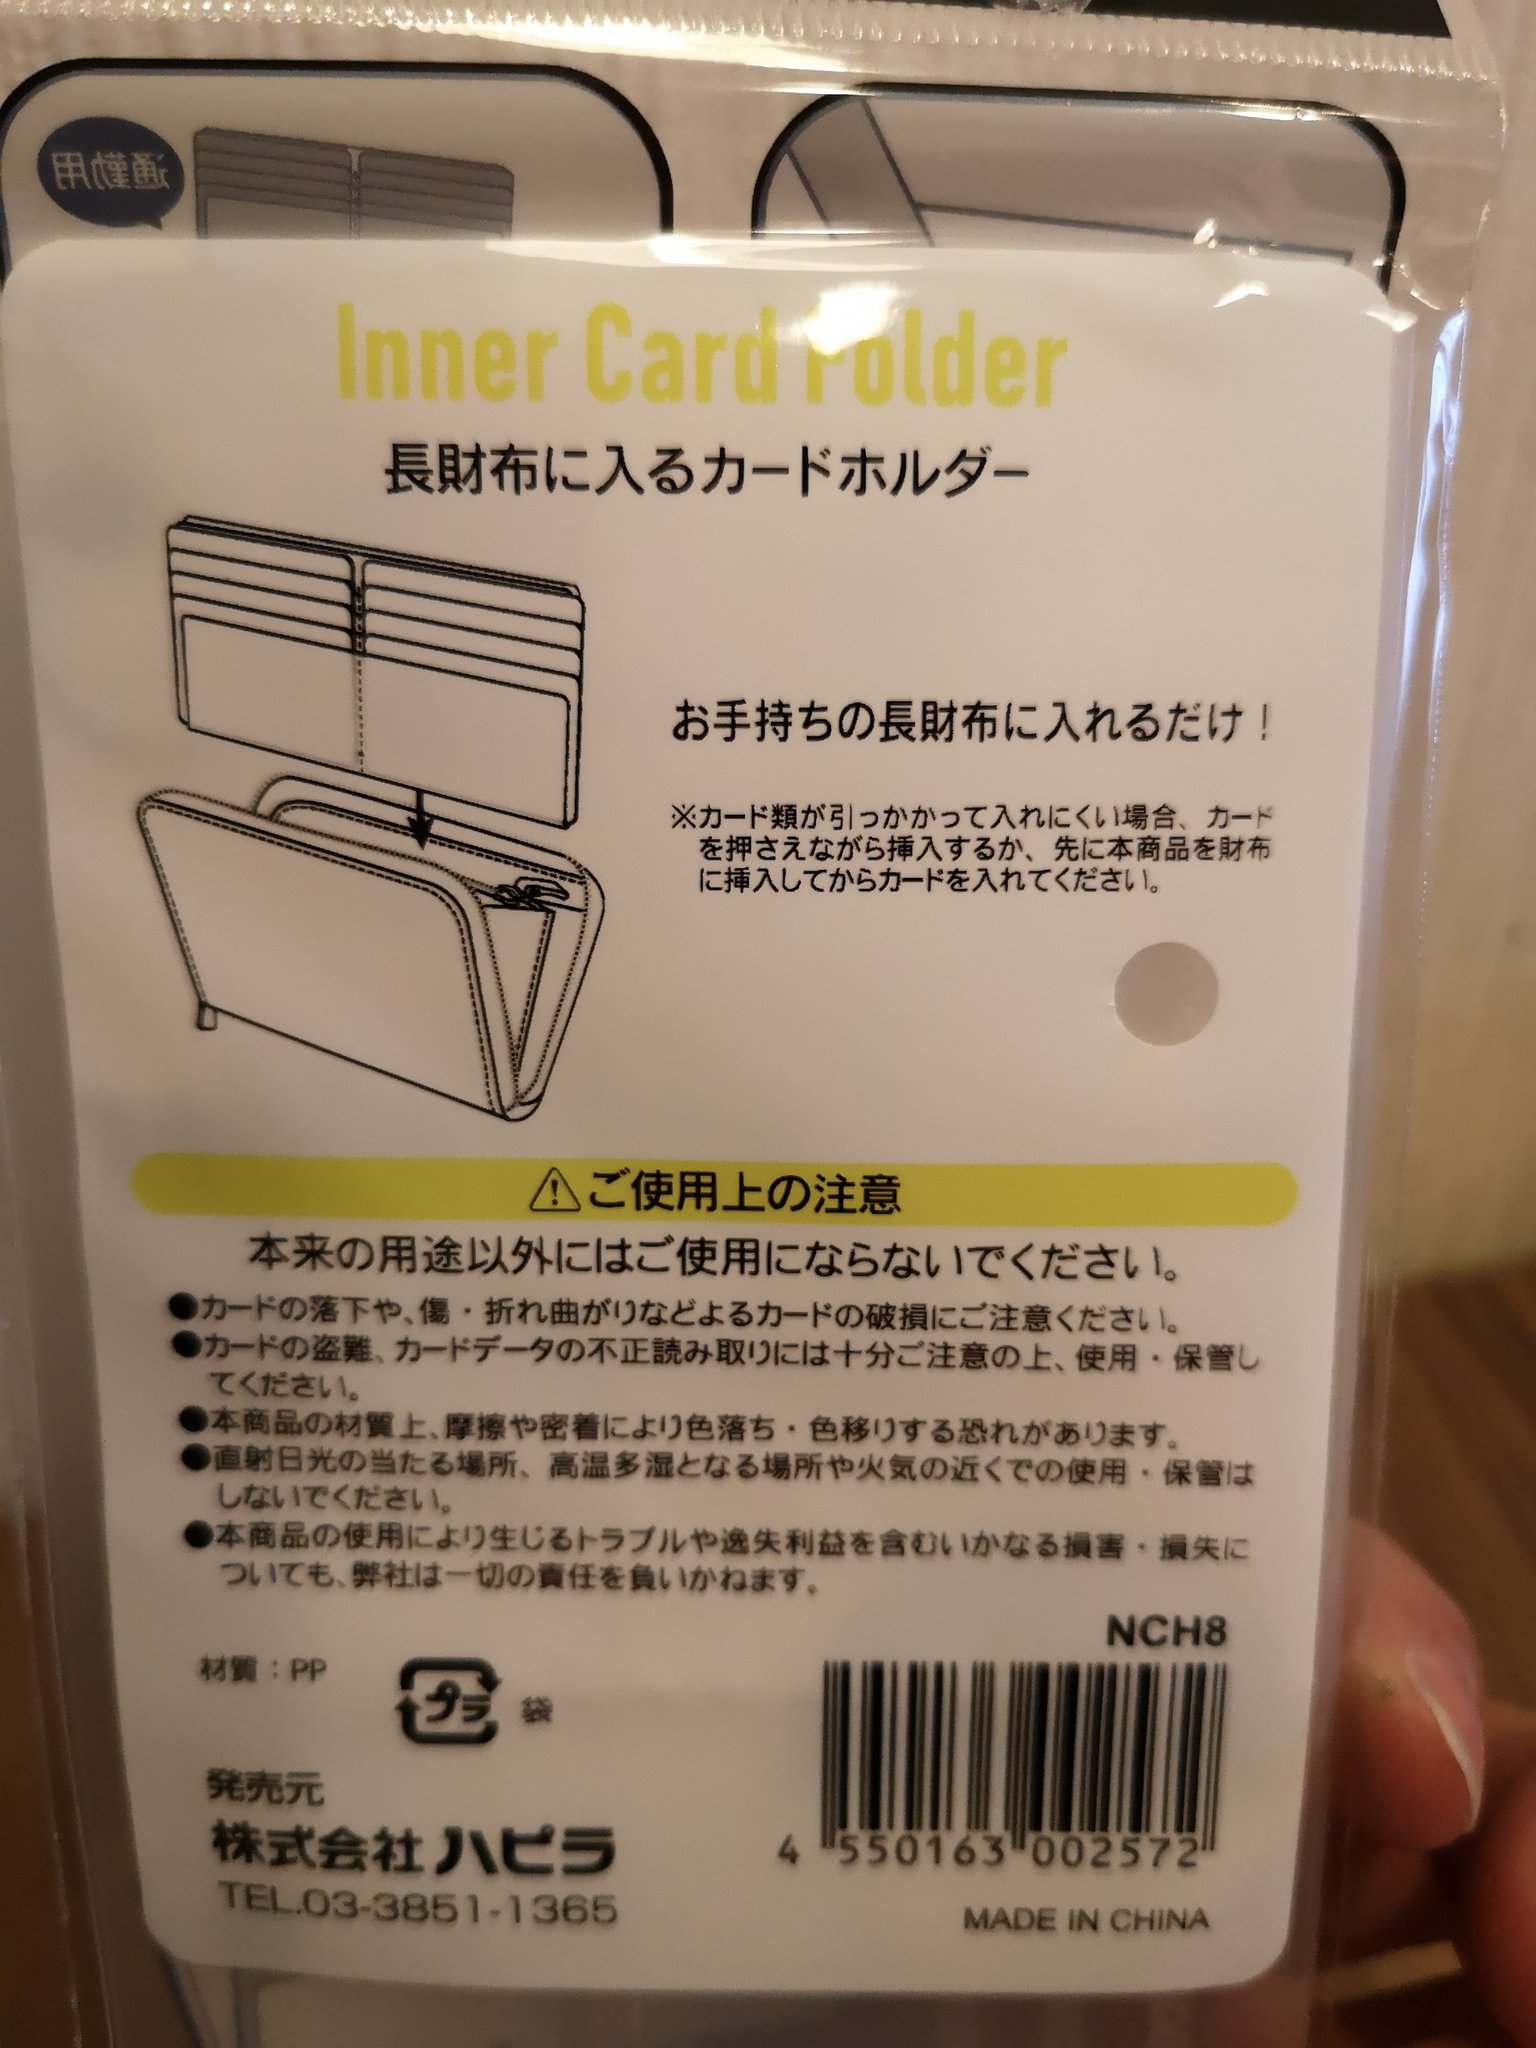 通勤用
Inner Card Folder
長財布に入るカードホルダー
お手持ちの長財布に入れるだけ！
※カード類が引っかかって入れにくい場合、カード
を押さえながら挿入するか、先に本商品を財布
に挿入してからカードを入れてください。
⚠ご使用上の注意
本来の用途以外にはご使用にならないでください。
●カードの落下や、傷・折れ曲がりなどよるカードの破損にご注意ください。
●カードの盗難、カードデータの不正読み取りには十分ご注意の上、使用・保管し
てください。
●本商品の材質上、摩擦や密着により色落ち・色移りする恐れがあります。
●直射日光の当たる場所、高温多湿となる場所や火気の近くでの使用・保管は
しないでください。
●本商品の使用により生じるトラブルや逸失利益を含むいかなる損害・損失に
ついても、弊社は一切の責任を負いかねます。
NCH8
材質：PP
プラ 袋
発売元
株式会社ハピラ
TEL.03-3851-1365
4 550163 002572
MADE IN CHINA